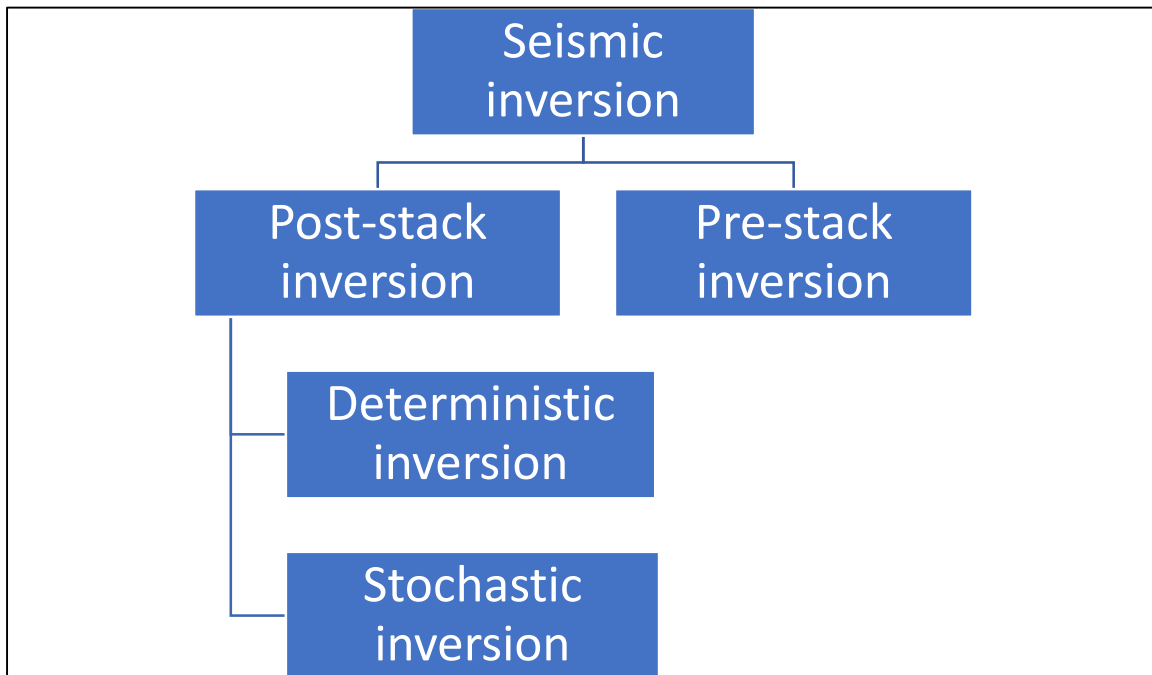 Seismic
inversion
Post-stack
inversion
Pre-stack
inversion
Deterministic
inversion
Stochastic
inversion